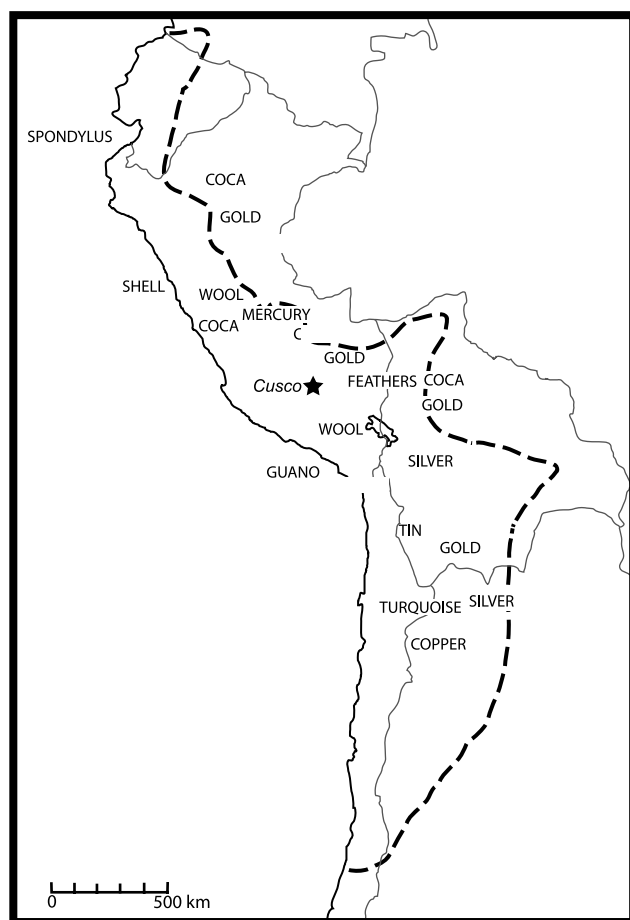 SPONDYLUS
COCA
GOLD
SHELL
WOOL
MERCURY
COCA
C
GOLD
Cusco
FEATHERS
COCA
GOLD
WOOL
SILVER
GUANO
TIN
GOLD
TURQUOISE
SILVER
COPPER
0 500 km